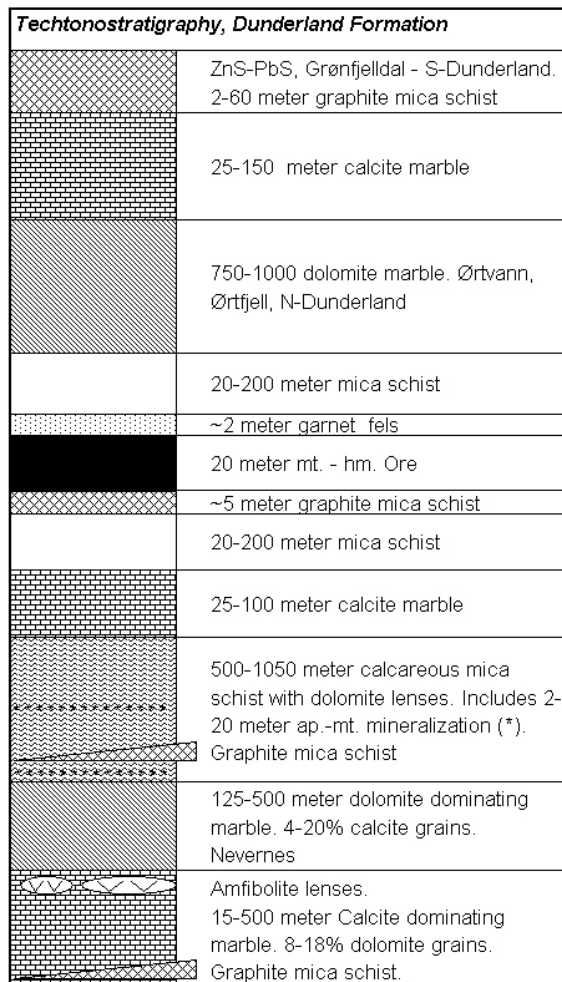 Techtonostratigraphy, Dunderland Formation
ZnS-PbS, Grønfjelldal - S-Dunderland.
2-60 meter graphite mica schist
25-150 meter calcite marble
750-1000 dolomite marble. Ørtvann,
Ørtfjell, N-Dunderland
20-200 meter mica schist
~2 meter garnet fels
20 meter mt. - hm. Ore
~5 meter graphite mica schist
20-200 meter mica schist
25-100 meter calcite marble
500-1050 meter calcareous mica
schist with dolomite lenses. Includes 2-
20 meter ap.-mt. mineralization (*).
Graphite mica schist
125-500 meter dolomite dominating
marble. 4-20% calcite grains.
Nevernes
Amfibolite lenses.
15-500 meter Calcite dominating
marble. 8-18% dolomite grains.
Graphite mica schist.